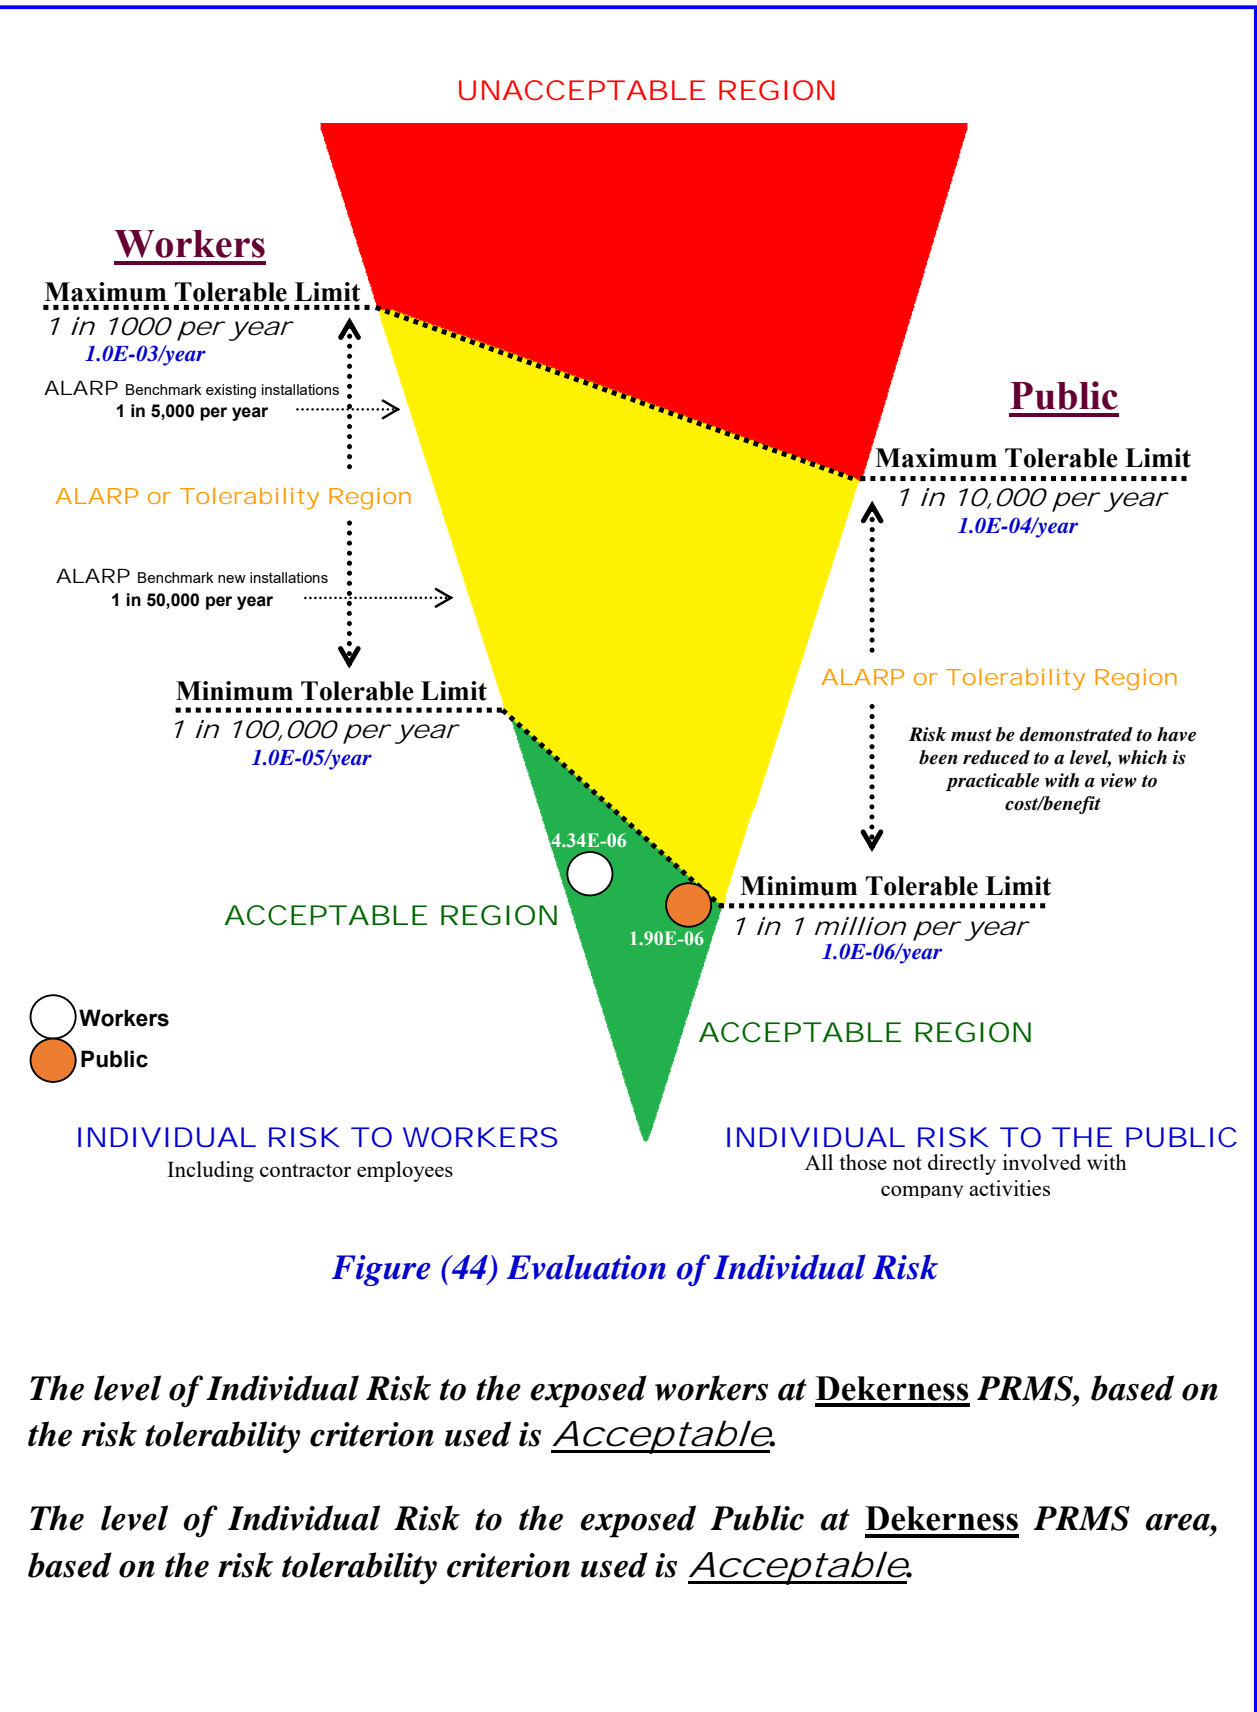 UNACCEPTABLE REGION
Workers
Maximum Tolerable Limit
1 in 1000 per year
1.0E-03/year
ALARP Benchmark existing installations
1 in 5,000 per year
Public
Maximum Tolerable Limit
1 in 10,000 per year
1.0E-04/year
ALARP or Tolerability Region
ALARP Benchmark new installations
1 in 50,000 per year
Minimum Tolerable Limit
1 in 100,000 per year
1.0E-05/year
ALARP or Tolerability Region
Risk must be demonstrated to have
been reduced to a level, which is
practicable with a view to
cost/benefit
4.34E-06
Minimum Tolerable Limit
1 in 1 million per year
1.0E-06/year
ACCEPTABLE REGION
1.90E-06
Workers
Public
ACCEPTABLE REGION
INDIVIDUAL RISK TO WORKERS
Including contractor employees
INDIVIDUAL RISK TO THE PUBLIC
All those not directly involved with
company activities
Figure (44) Evaluation of Individual Risk
The level of Individual Risk to the exposed workers at Dekerness PRMS, based on
the risk tolerability criterion used is Acceptable.
The level of Individual Risk to the exposed Public at Dekerness PRMS area,
based on the risk tolerability criterion used is Acceptable.